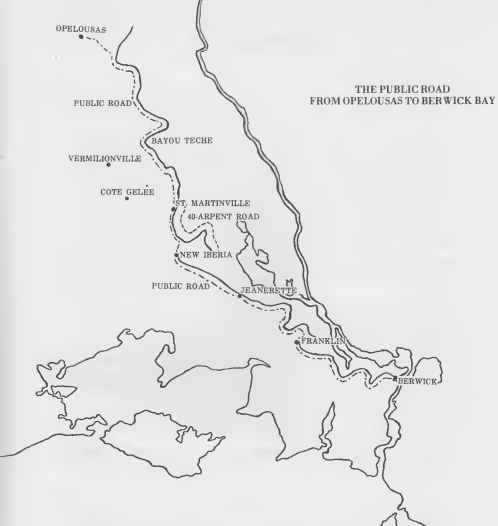 OPELOUSAS
THE PUBLIC ROAD
FROM OPELOUSAS TO BERWICK BAY
PUBLIC ROAD
BAYOU TECHE
VERMILIONVILLE
COTE GELÉE
ST. MARTINVILLE
40-ARPENT ROAD
NEW IBERIA
PUBLIC ROAD
JEANERETTE
FRANKLIN
BERWICK